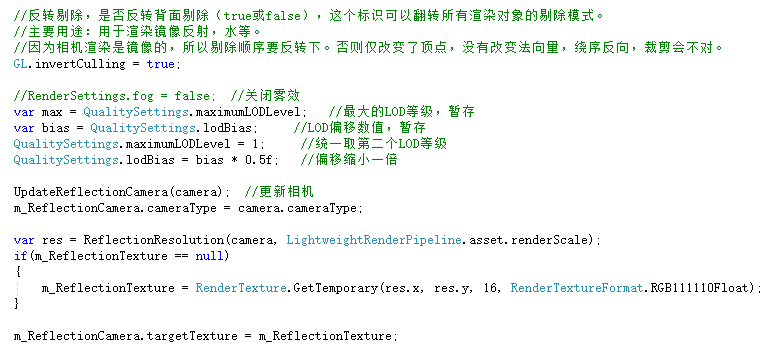 //反转剔除，是否反转背面剔除（true或false），这个标识可以翻转所有渲染对象的剔除模式。
//主要用途：用于渲染镜像反射，水等。
//因为相机渲染是镜像的，所以剔除顺序要反转下。否则仅改变了顶点，没有改变法向量，绕序反向，裁剪会不对。
GL.invertCulling = true;
//RenderSettings.fog = false;  //关闭雾效
var max = QualitySettings.maximumLODLevel;   //最大的LOD等级，暂存
var bias = QualitySettings.lodBias;     //LOD偏移数值，暂存
QualitySettings.maximumLODLevel = 1;     //统一取第二个LOD等级
QualitySettings.lodBias = bias * 0.5f;   //偏移缩小一倍
UpdateReflectionCamera(camera);  //更新相机
m_ReflectionCamera.cameraType = camera.cameraType;
var res = ReflectionResolution(camera, LightweightRenderPipeline.asset.renderScale);
if(m_ReflectionTexture == null)
{
    m_ReflectionTexture = RenderTexture.GetTemporary(res.x, res.y, 16, RenderTextureFormat.RGB111110Float);
}
m_ReflectionCamera.targetTexture = m_ReflectionTexture;